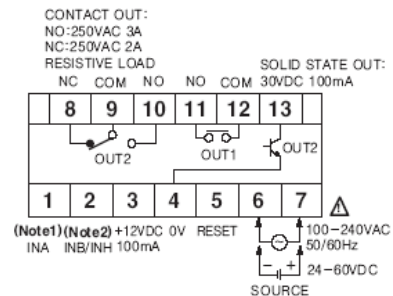 CONTACT OUT:
NO:250VAC 3A
NC:250VAC 2A
RESISTIVE LOAD
SOLID STATE OUT:
30VDC 100mA
NC COM NO NO COM
8 9 10 11 12 13
OUT2 OUT1 OUT2
1 2 3 4 5 6 7
(Note1) (Note2) +12VDC 0V RESET
INA INB/INH 100mA
100-240VAC
50/60Hz
- +
24-60VDC
SOURCE